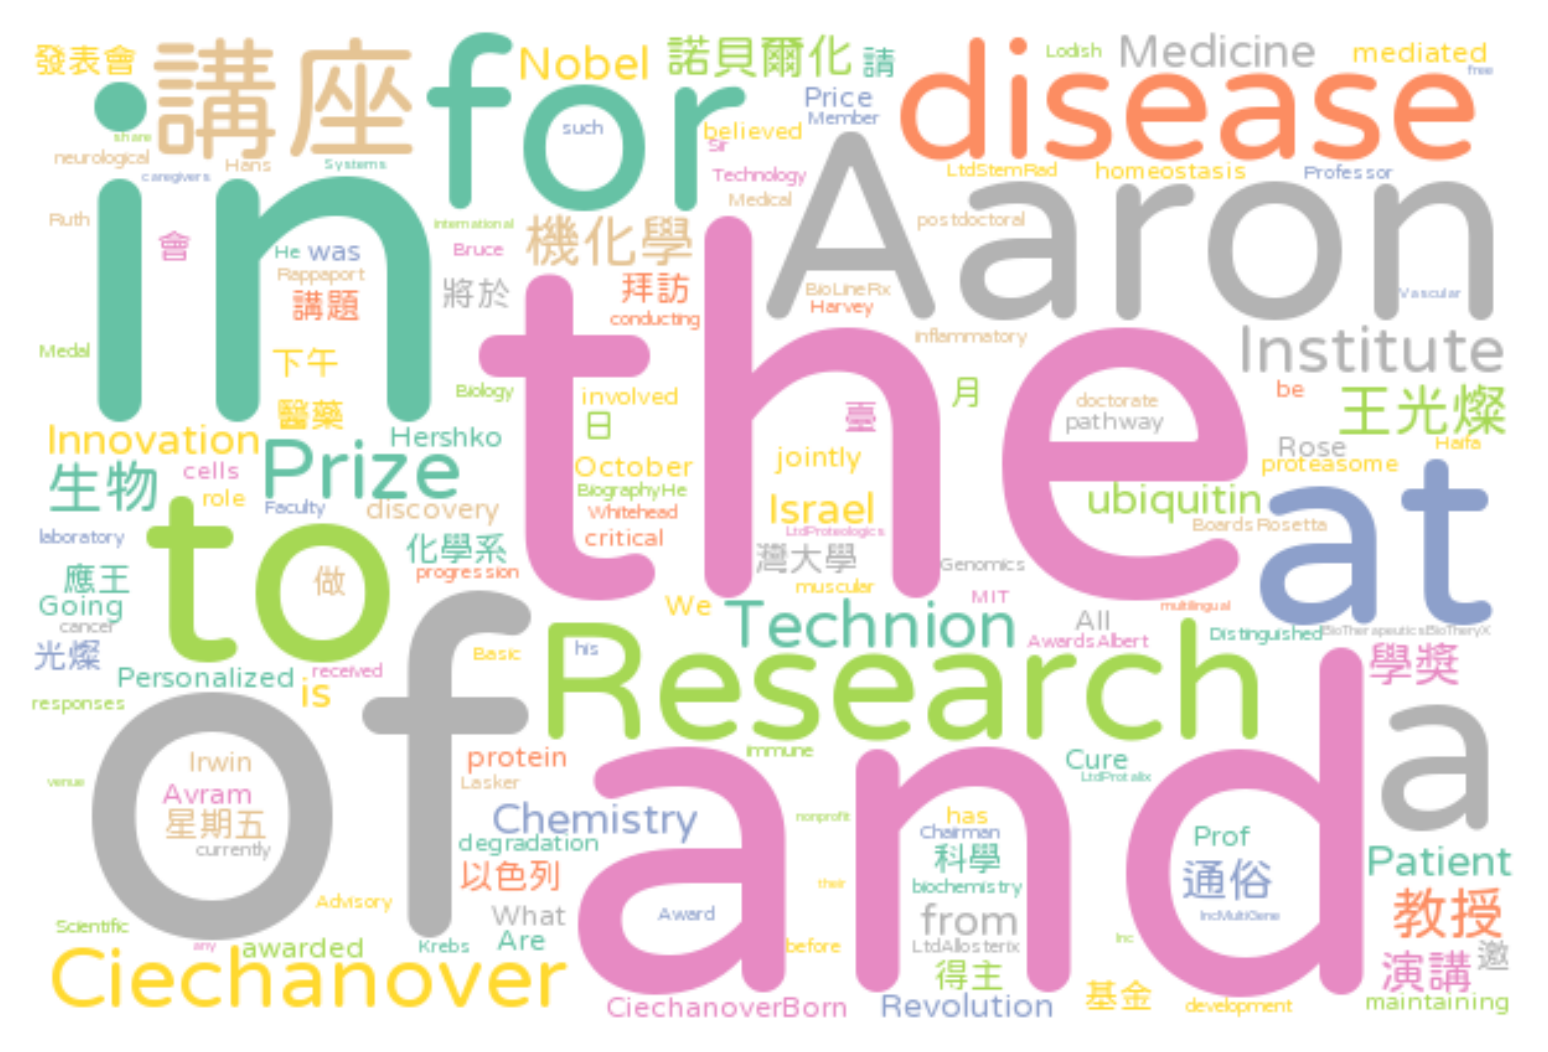 發表會
講座
for
Nobel
諾貝爾化
請
Lodish
Medicine
mediated
free
disease
Price
Member
such
believed
Sir
share
neurological
Hans
Systems
caregivers
Technology
Medical
LtdStemRad
homeostasis
Professor
in
Aaron
Ruth
會
He
was
Rappaport
講題
International
Bruce
機化學
將於
拜訪
conducting
the
postdoctoral
BioLineRx
Harvey
Vascular
inflammatory
Institute
Medal
下午
醫藥
Biology
involved
日
月
臺
doctorate
pathway
be
王光燦
Innovation
Hershko
Prize
生物
cells
role
Faculty
discovery
October
BiographyHe
Whitehead
critical
jointly
Israel
LtdProteologics
灣大學
Rose
Haifa
proteasome
ubiquitin
Boards
Rosetta
at
laboratory
to
化學系
progression
應王
做
Going
cancer
光燦
muscular
Genomics
MIT
We
Technion
All
multilingual
AwardsAlbert
Distinguished
BioTherapeuticsBioTheryX
Personalized
received
is
Basic
his
Research
學獎
responses
of
a
immune
Irwin
Avram
星期五
currently
venue
protein
Lasker
Cure
LtdProtalix
Chemistry
degradation
以色列
and
nonprofit
has
Chairman
科學
biochemistry
Prof
通俗
IncMultiGene
Patient
教授
their
Advisory
What
Are
Award
from
LtdAllosterix
Inc
Scientific
any
awarded
Krebs
before
得主
演講
邀
Ciechanover
CiechanoverBorn
Revolution
基金
development
maintaining